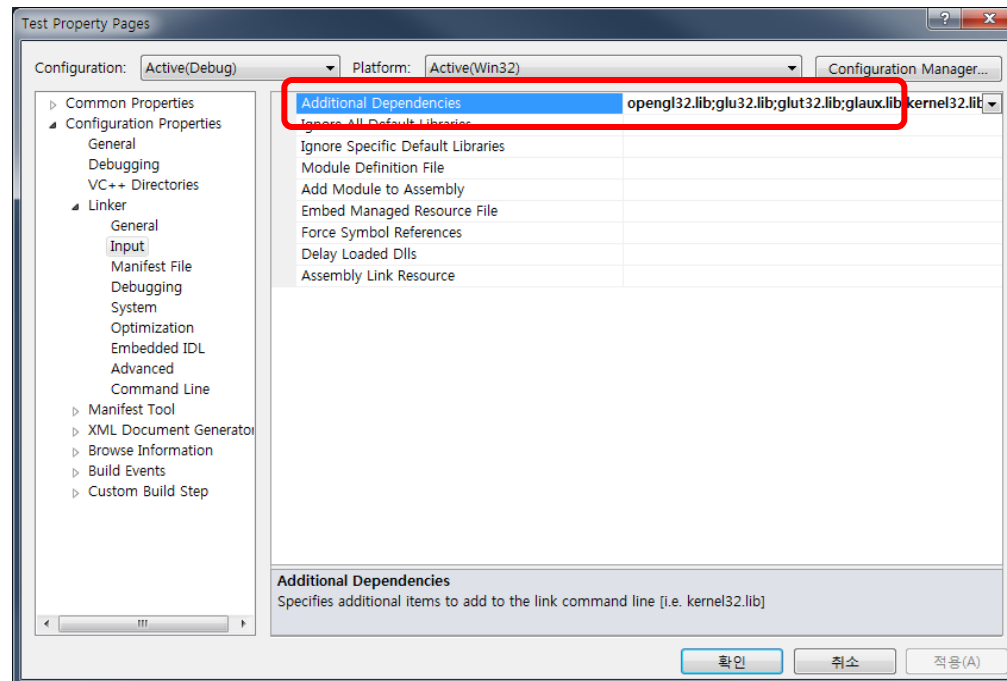 Test Property Pages
Configuration: Active(Debug) Platform: Active(Win32) Configuration Manager...
Common Properties
Configuration Properties
General
Debugging
VC++ Directories
Linker
General
Input
Manifest File
Debugging
System
Optimization
Embedded IDL
Advanced
Command Line
Manifest Tool
XML Document Generator
Browse Information
Build Events
Custom Build Step
Additional Dependencies opengl32.lib;glu32.lib;glut32.lib;glaux.lib;kernel32.lib
Ignore All Default Libraries
Ignore Specific Default Libraries
Module Definition File
Add Module to Assembly
Embed Managed Resource File
Force Symbol References
Delay Loaded Dlls
Assembly Link Resource
Additional Dependencies
Specifies additional items to add to the link command line [i.e. kernel32.lib]
확인 취소 적용(A)